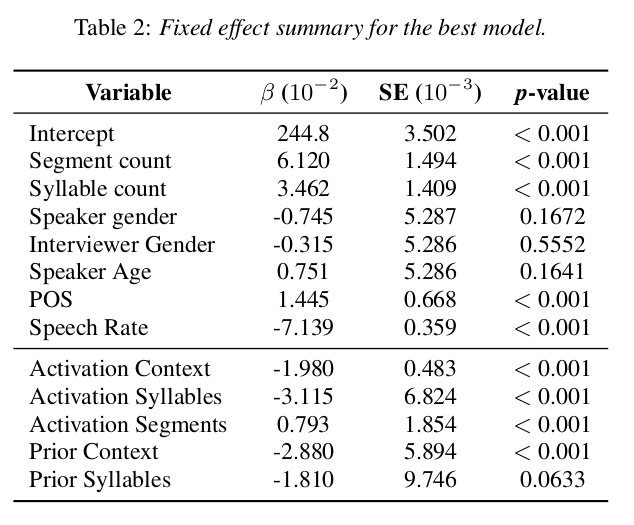 Table 2: Fixed effect summary for the best model.
Variable β (10⁻²) SE (10⁻³) p-value
Intercept 244.8 3.502 < 0.001
Segment count 6.120 1.494 < 0.001
Syllable count 3.462 1.409 < 0.001
Speaker gender -0.745 5.287 0.1672
Interviewer Gender -0.315 5.286 0.5552
Speaker Age 0.751 5.286 0.1641
POS 1.445 0.668 < 0.001
Speech Rate -7.139 0.359 < 0.001
Activation Context -1.980 0.483 < 0.001
Activation Syllables -3.115 6.824 < 0.001
Activation Segments 0.793 1.854 < 0.001
Prior Context -2.880 5.894 < 0.001
Prior Syllables -1.810 9.746 0.0633